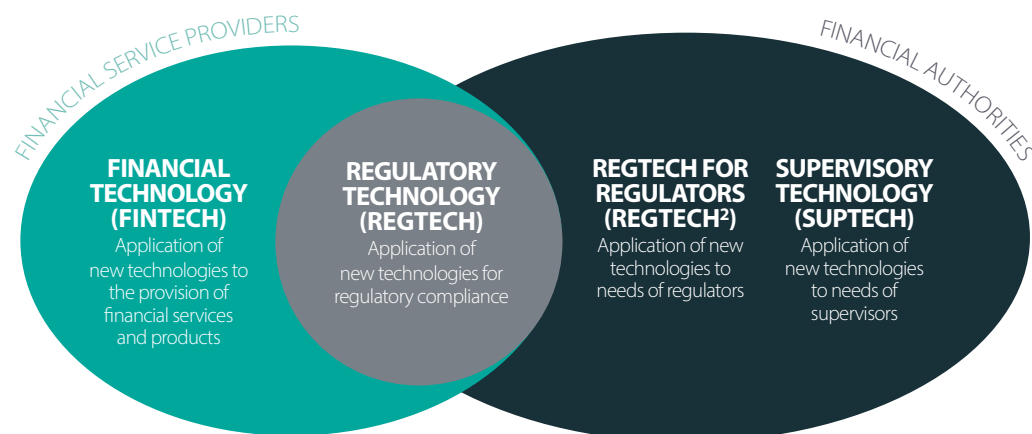 FINANCIAL SERVICE PROVIDERS
FINANCIAL AUTHORITIES
FINANCIAL
TECHNOLOGY
(FINTECH)
Application of
new technologies to
the provision of
financial services
and products
REGULATORY
TECHNOLOGY
(REGTECH)
Application of
new technologies for
regulatory compliance
REGTECH FOR
REGULATORS
(REGTECH²)
Application of new
technologies to
needs of regulators
SUPERVISORY
TECHNOLOGY
(SUPTECH)
Application of
new technologies
to needs of
supervisors